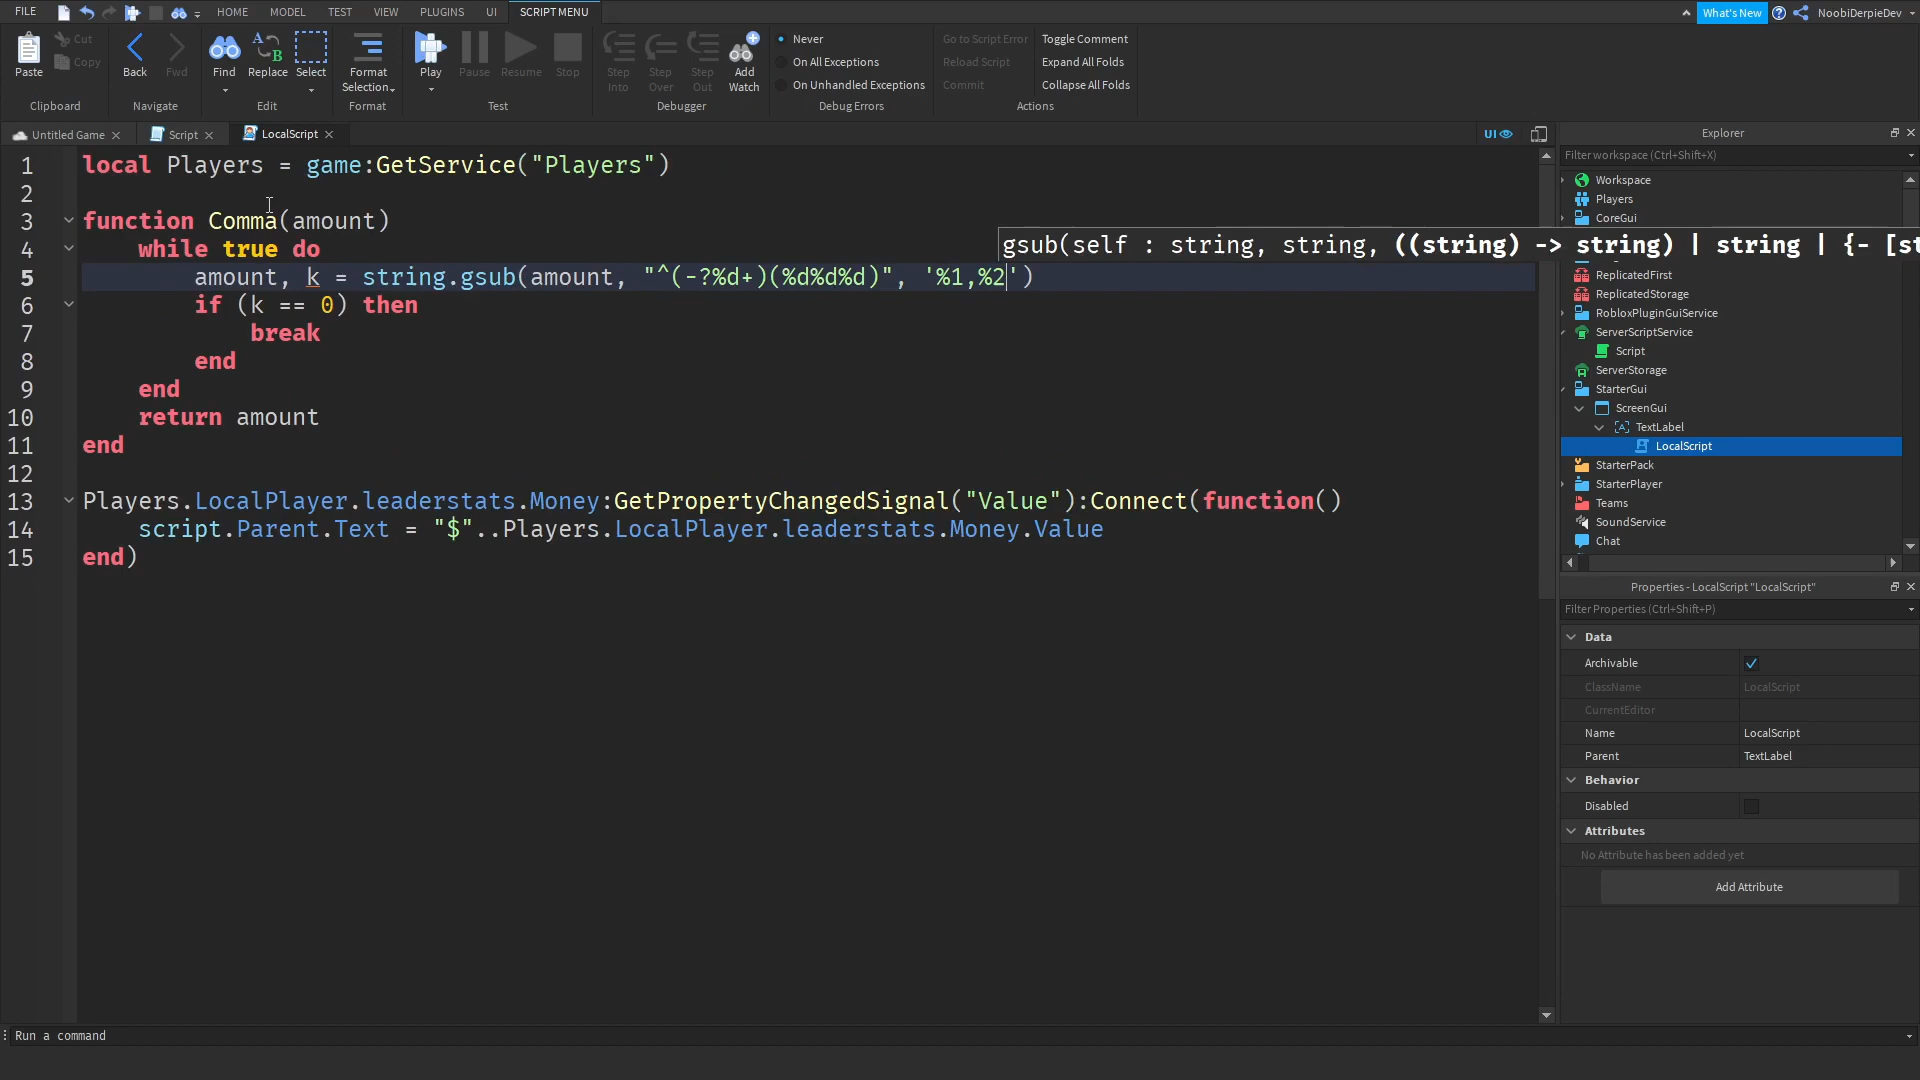 FILE HOME MODEL TEST VIEW PLUGINS UI SCRIPT MENU What's New ? NoobiDerpieDev
Paste Cut Copy Clipboard
Back Fwd Navigate
Find Replace Select Edit
Format Selection Format
Play Pause Resume Stop Test
Step Into Step Over Step Out Add Watch Debugger
Never
On All Exceptions
On Unhandled Exceptions
Debug Errors
Go to Script Error
Reload Script
Commit
Toggle Comment
Expand All Folds
Collapse All Folds
Actions
Untitled Game Script LocalScript UI
1 local Players = game:GetService("Players")
2
3 function Comma(amount)
4 while true do
gsub(self : string, string, ((string) -> string) | string | {- [st
5 amount, k = string.gsub(amount, "^(-?%d+)(%d%d%d)", '%1,%2')
6 if (k == 0) then
7 break
8 end
9 end
10 return amount
11 end
12
13 Players.LocalPlayer.leaderstats.Money:GetPropertyChangedSignal("Value"):Connect(function()
14 script.Parent.Text = "$"..Players.LocalPlayer.leaderstats.Money.Value
15 end)
Run a command
Explorer
Filter workspace (Ctrl+Shift+X)
Workspace
Players
CoreGui
ReplicatedFirst
ReplicatedStorage
RobloxPluginGuiService
ServerScriptService
Script
ServerStorage
StarterGui
ScreenGui
TextLabel
LocalScript
StarterPack
StarterPlayer
Teams
SoundService
Chat
Properties - LocalScript "LocalScript"
Filter Properties (Ctrl+Shift+P)
Data
Archivable
ClassName LocalScript
CurrentEditor
Name LocalScript
Parent TextLabel
Behavior
Disabled
Attributes
No Attribute has been added yet
Add Attribute